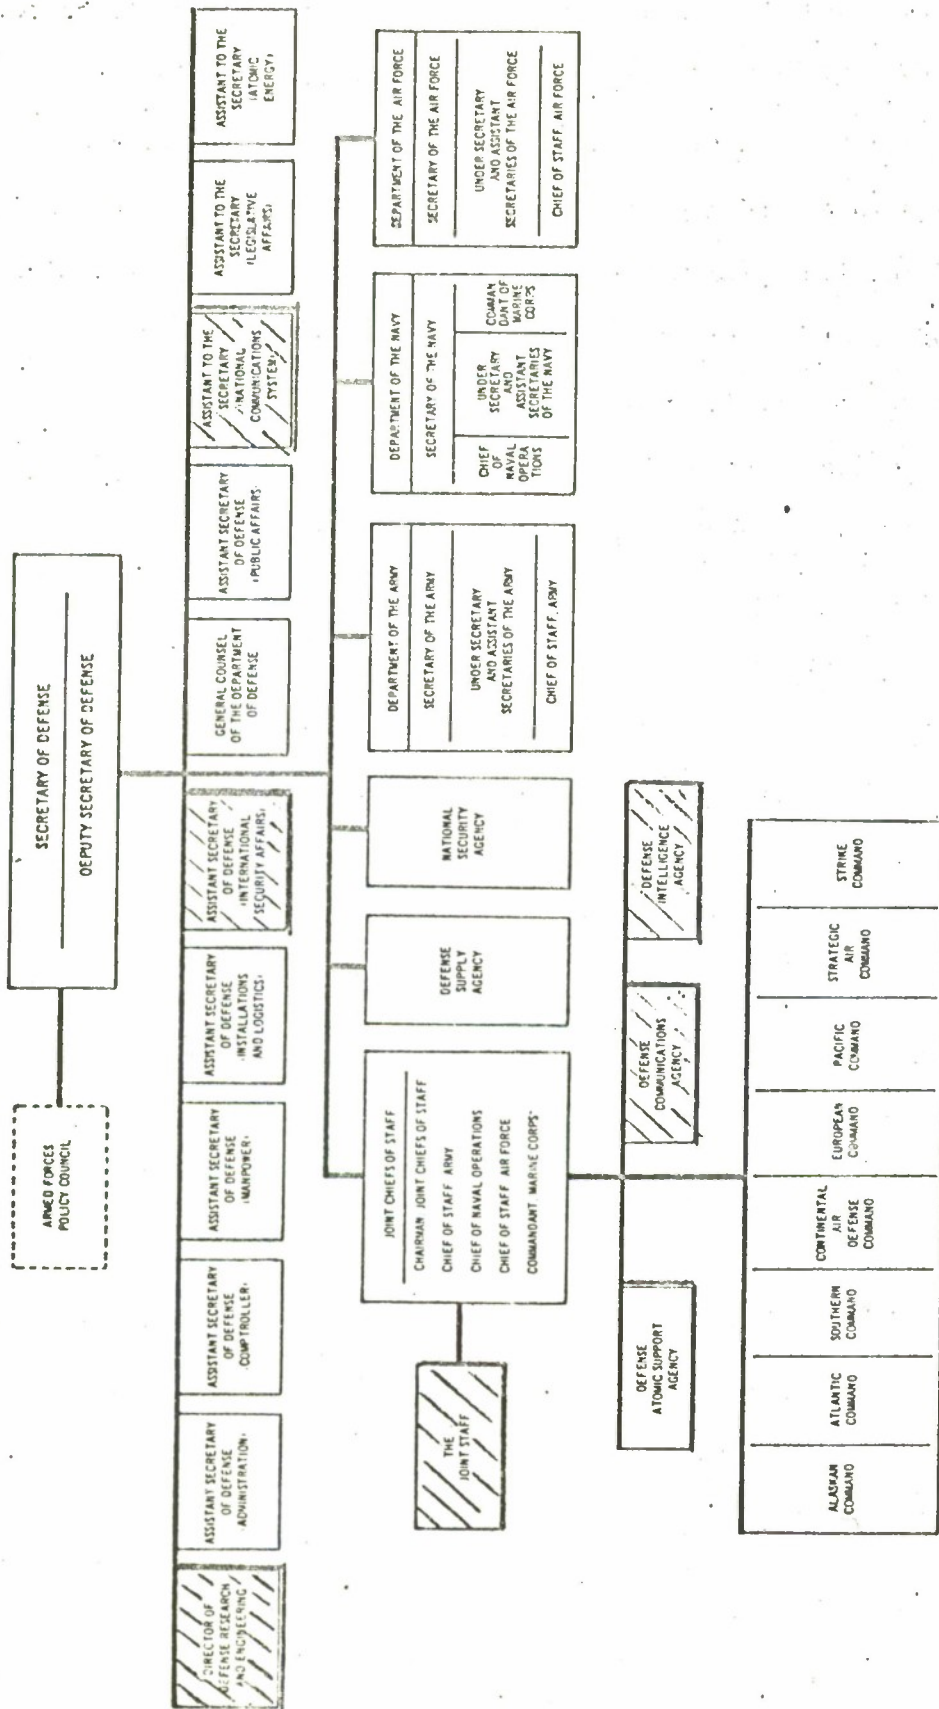 ARMED FORCES
POLICY COUNCIL
SECRETARY OF DEFENSE
DEPUTY SECRETARY OF DEFENSE
DIRECTOR OF
DEFENSE RESEARCH
AND ENGINEERING
ASSISTANT SECRETARY
OF DEFENSE
(ADMINISTRATION)
ASSISTANT SECRETARY
OF DEFENSE
(COMPTROLLER)
ASSISTANT SECRETARY
OF DEFENSE
(MANPOWER)
ASSISTANT SECRETARY
OF DEFENSE
(INSTALLATIONS
AND LOGISTICS)
ASSISTANT SECRETARY
OF DEFENSE
(INTERNATIONAL
SECURITY AFFAIRS)
GENERAL COUNSEL
OF THE DEPARTMENT
OF DEFENSE
ASSISTANT SECRETARY
OF DEFENSE
(PUBLIC AFFAIRS)
ASSISTANT TO THE
SECRETARY
(NATIONAL
COMMUNICATIONS
SYSTEM)
ASSISTANT TO THE
SECRETARY
(LEGISLATIVE
AFFAIRS)
ASSISTANT TO THE
SECRETARY
(ATOMIC
ENERGY)
THE
JOINT STAFF
JOINT CHIEFS OF STAFF
CHAIRMAN JOINT CHIEFS OF STAFF
CHIEF OF STAFF ARMY
CHIEF OF NAVAL OPERATIONS
CHIEF OF STAFF AIR FORCE
COMMANDANT MARINE CORPS
DEFENSE
SUPPLY
AGENCY
NATIONAL
SECURITY
AGENCY
DEPARTMENT OF THE ARMY
SECRETARY OF THE ARMY
UNDER SECRETARY
AND ASSISTANT
SECRETARIES OF THE ARMY
CHIEF OF STAFF, ARMY
DEPARTMENT OF THE NAVY
SECRETARY OF THE NAVY
CHIEF
OF
NAVAL
OPERA
TIONS
UNDER
SECRETARY
AND
ASSISTANT
SECRETARIES
OF THE NAVY
COMMAN
DANT OF
MARINE
CORPS
DEPARTMENT OF THE AIR FORCE
SECRETARY OF THE AIR FORCE
UNDER SECRETARY
AND ASSISTANT
SECRETARIES OF THE AIR FORCE
CHIEF OF STAFF, AIR FORCE
DEFENSE
ATOMIC SUPPORT
AGENCY
DEFENSE
COMMUNICATIONS
AGENCY
DEFENSE
INTELLIGENCE
AGENCY
ALASKAN
COMMAND
ATLANTIC
COMMAND
SOUTHERN
COMMAND
CONTINENTAL
AIR
DEFENSE
COMMAND
EUROPEAN
COMMAND
PACIFIC
COMMAND
STRATEGIC
AIR
COMMAND
STRIKE
COMMAND